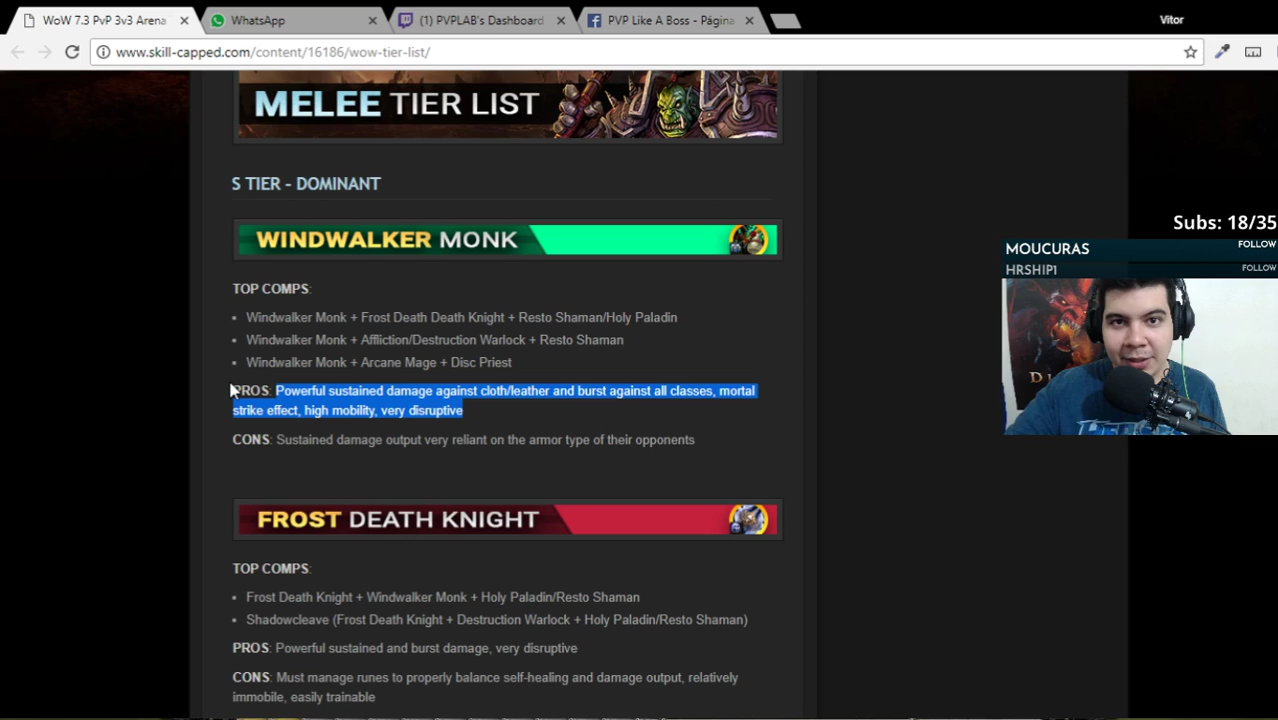 WoW 7.3 PvP 3v3 Arena
WhatsApp
(1) PVPLAB's Dashboard
PVP Like A Boss - Página
Vitor
www.skill-capped.com/content/16186/wow-tier-list/
MELEE TIER LIST
S TIER - DOMINANT
WINDWALKER MONK
TOP COMPS:
Windwalker Monk + Frost Death Death Knight + Resto Shaman/Holy Paladin
Windwalker Monk + Affliction/Destruction Warlock + Resto Shaman
Windwalker Monk + Arcane Mage + Disc Priest
PROS: Powerful sustained damage against cloth/leather and burst against all classes, mortal
strike effect, high mobility, very disruptive
CONS: Sustained damage output very reliant on the armor type of their opponents
FROST DEATH KNIGHT
TOP COMPS:
Frost Death Knight + Windwalker Monk + Holy Paladin/Resto Shaman
Shadowcleave (Frost Death Knight + Destruction Warlock + Holy Paladin/Resto Shaman)
PROS: Powerful sustained and burst damage, very disruptive
CONS: Must manage runes to properly balance self-healing and damage output, relatively
immobile, easily trainable
Subs: 18/35
MOUCURAS FOLLOW
HRSHIP1 FOLLOW